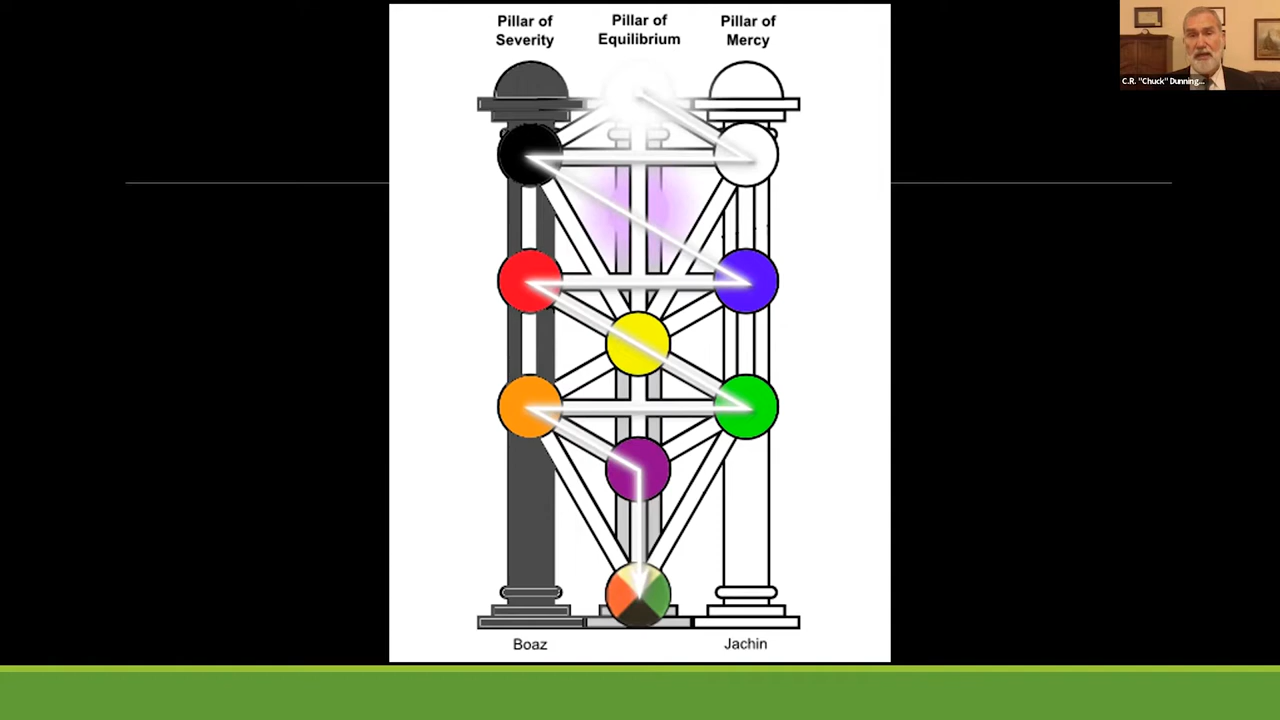 Pillar of
Severity
Pillar of
Equilibrium
Pillar of
Mercy
C.R. "Chuck" Dunning...
Boaz
Jachin